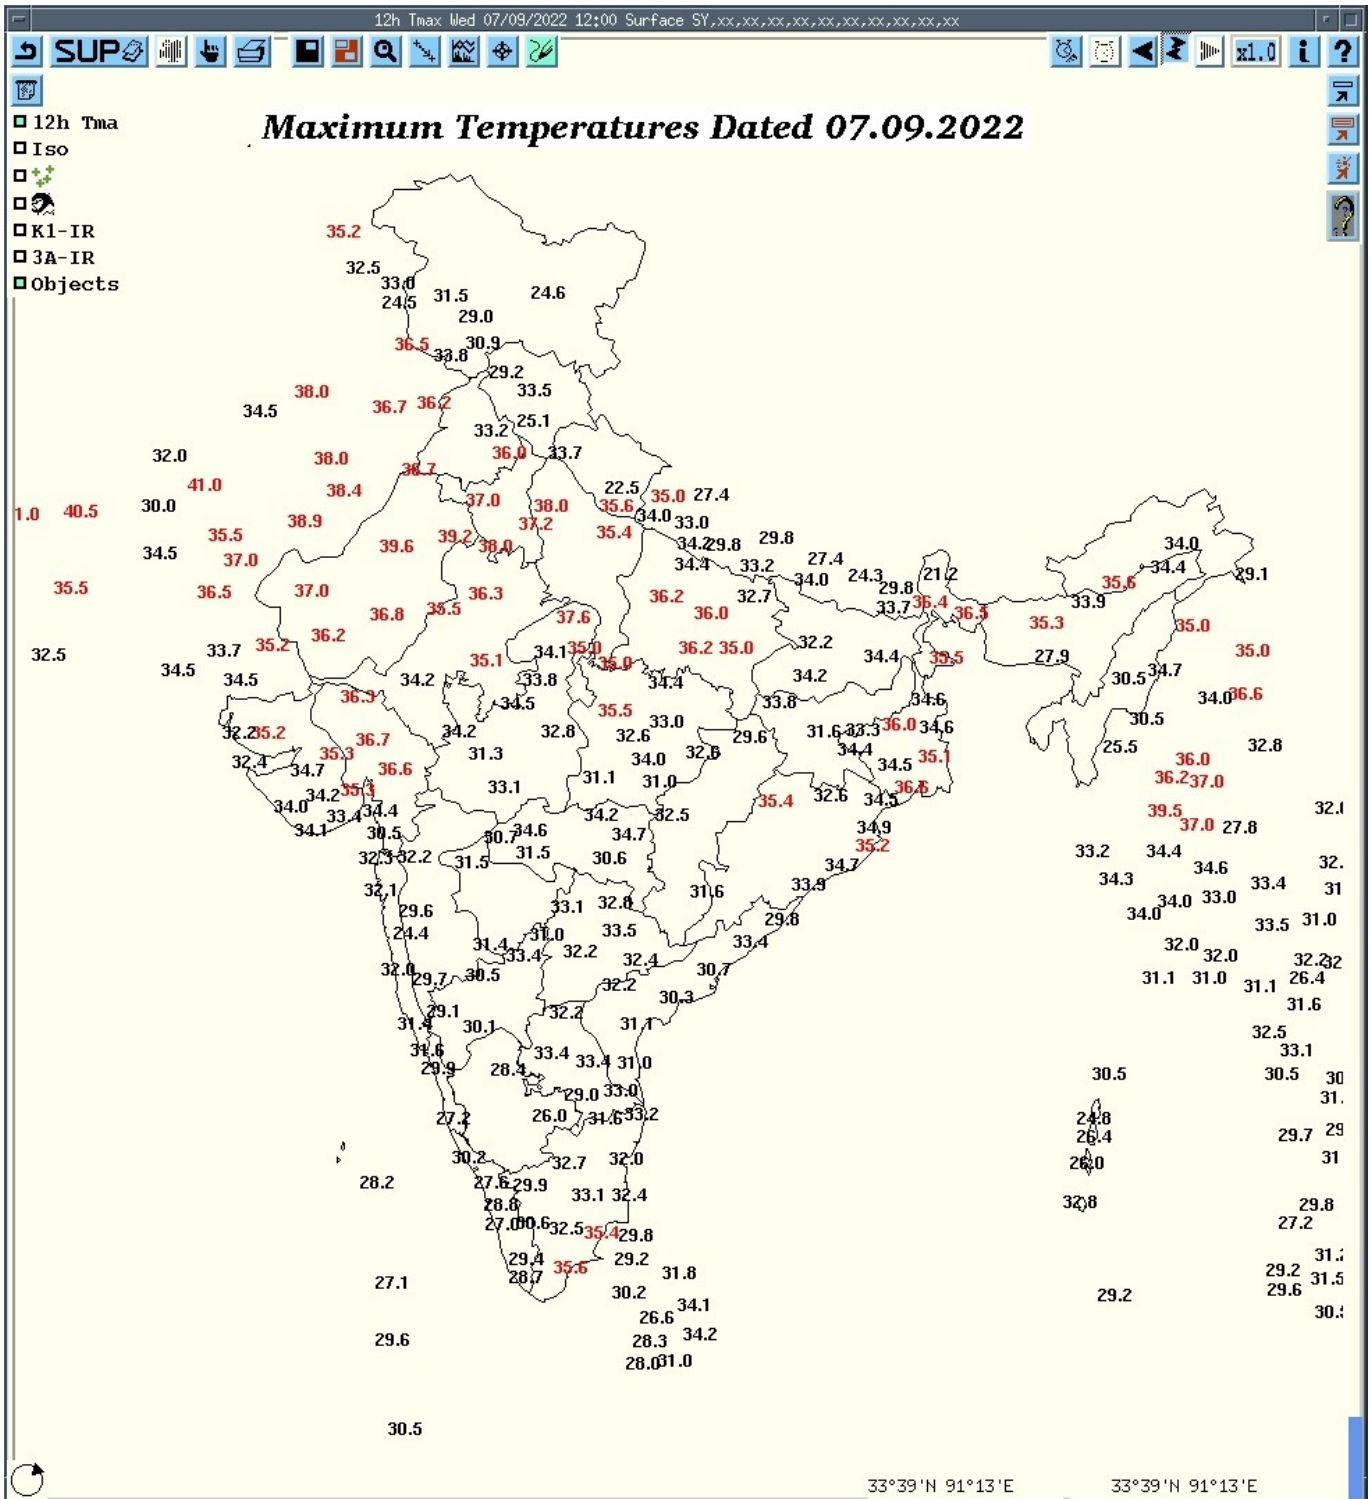 12h Tmax Wed 07/09/2022 12:00 Surface SY,xx,xx,xx,xx,xx,xx,xx,xx,xx,xx
SUP
x1.0 i ?
12h Tma
Maximum Temperatures Dated 07.09.2022
Iso
K1-IR
3A-IR
Objects
35.2
32.5
33.0
24.5 31.5 24.6
29.0
36.5 30.9
33.8
29.2
38.0 33.5
34.5 36.7 36.2
33.2 25.1
32.0 38.0 36.0 33.7
41.0 38.4
22.5 35.0 27.4
1.0 40.5 30.0 37.0 38.0 35.6
38.9 37.2 34.0 33.0
35.5 39.2 35.4
34.5 37.0 39.6 38.0 34.2 29.8 29.8
34.0
34.4 33.2 27.4
34.4
35.5 36.5 37.0 36.3 36.2 32.7 34.0 24.3 29.8 21.2 35.6 29.1
36.8 35.5 37.6 36.0 33.7 36.4 36.5 33.9
36.2 35.3 35.0
32.5 33.7 35.2 34.1 35.0 36.2 35.0 32.2 34.4 27.9 35.0
34.5 35.1 35.0
34.5 34.2 33.8 34.4 34.2 30.5 34.7
36.3 34.5 33.8 34.6 34.0 36.6
35.5 33.0 30.5
35.2 36.7 34.2 32.8 32.6 29.6 31.6 33.3 36.0 34.6
32.4 35.3 31.3 34.0 34.4 35.1 25.5 36.0 32.8
34.7 36.6 31.1 31.0 34.5 36.2 37.0
34.2 33.1 35.4 32.6
34.0 33.4 34.4 34.2 32.5 34.5 39.5
34.1 30.5 30.7 34.6 34.7 34.9 37.0 27.8
32.2 31.5 31.5 30.6 34.7 35.2 33.2 34.4
34.3 34.6
32.1 31.6 33.9 33.4 31
29.6 33.1 32.8 29.8 34.0 34.0 33.0
24.4 31.0 33.5 33.5 31.0
31.4 33.4 32.2 33.4 32.0 32.0
32.0 32.4 32.2
29.7 30.5 32.2 30.7 31.1 31.0 31.1 26.4
30.3 31.6
29.1 32.2
31.4 30.1 31.1 32.5
31.6 33.4 33.1
29.9 28.4 33.4 31.0 30.5 30.5
29.0 33.0
27.2 26.0 31.6 33.2 24.8
26.4 29.7 29
30.2 32.7 32.0 26.0 31
28.2 27.6 29.9 33.1 32.4
28.8 32.8 29.8
27.0 32.5 35.4 29.8 27.2
29.4 29.2
28.7 35.6 31.8 29.2
27.1 30.2 29.2 29.6 31.5
34.1
26.6
29.6 28.3 34.2
28.0 31.0
30.5
33°39'N 91°13'E 33°39'N 91°13'E